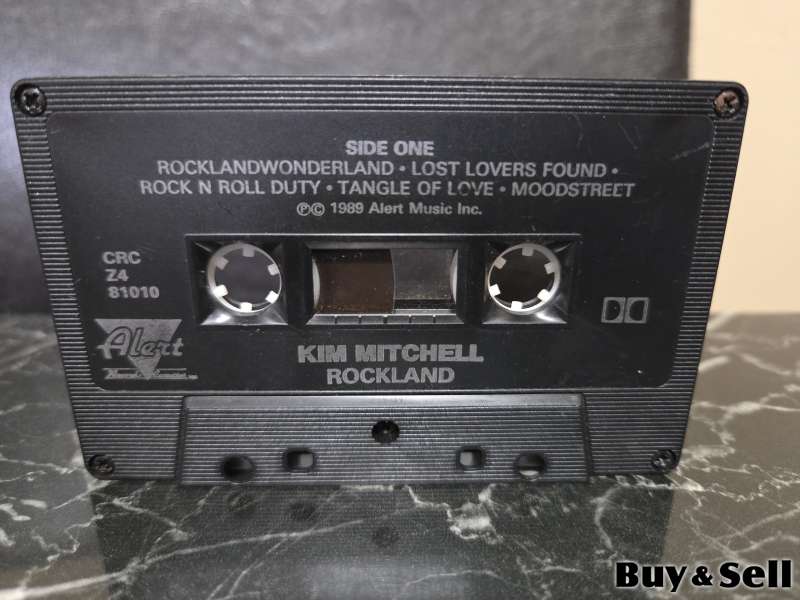 SIDE ONE
ROCKLANDWONDERLAND • LOST LOVERS FOUND •
ROCK N ROLL DUTY • TANGLE OF LOVE • MOODSTREET
℗© 1989 Alert Music Inc.
CRC
Z4
81010
Alert
KIM MITCHELL
ROCKLAND
Buy & Sell